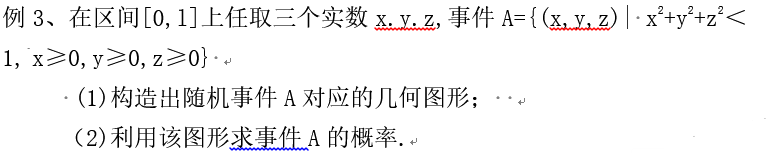 例 3、在区间[0,1]上任取三个实数 x.y.z,事件 A={(x,y,z)| x²+y²+z²<
1, x≥0,y≥0,z≥0}
(1)构造出随机事件 A 对应的几何图形;
(2)利用该图形求事件 A 的概率.